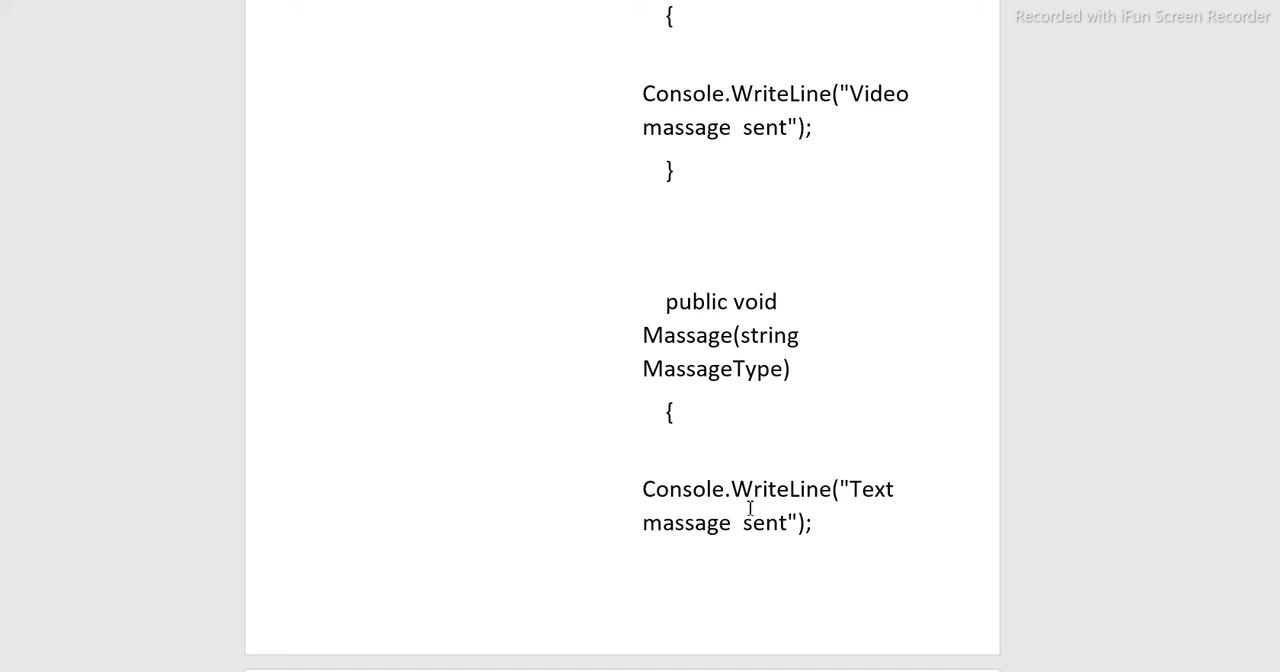 Recorded with iFun Screen Recorder
{
Console.WriteLine("Video
massage  sent");
}
public void
Massage(string
MassageType)
{
Console.WriteLine("Text
massage  sent");